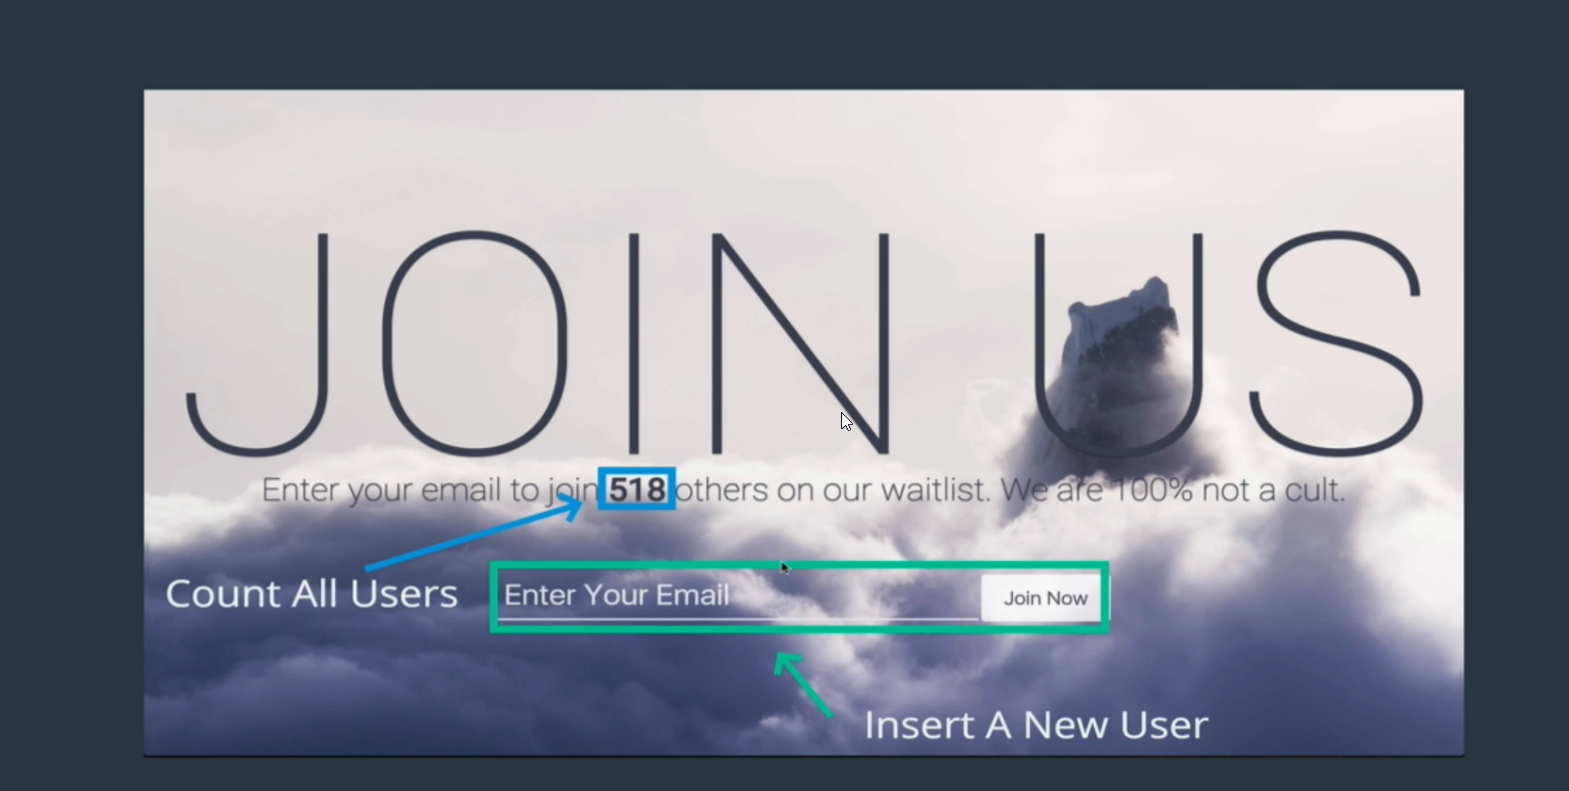 JOIN US
Enter your email to join 518 others on our waitlist. We are 100% not a cult.
Count All Users
Enter Your Email
Join Now
Insert A New User